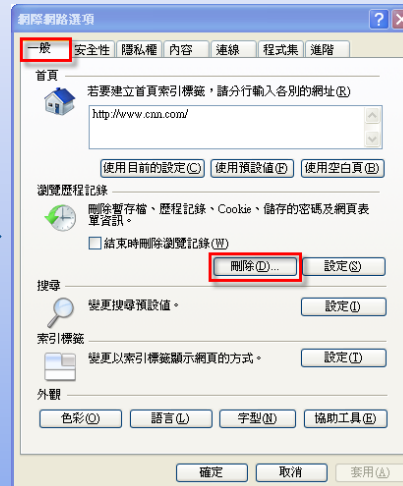 網際網路選項
一般 安全性 隱私權 內容 連線 程式集 進階
首頁
若要建立首頁索引標籤，請分行輸入各別的網址(R)
http://www.cnn.com/
使用目前的設定(C) 使用預設值(F) 使用空白頁(B)
瀏覽歷程記錄
刪除暫存檔、歷程記錄、Cookie、儲存的密碼及網頁表
單資訊。
結束時刪除瀏覽記錄(W)
刪除(D)... 設定(S)
搜尋
變更搜尋預設值。 設定(I)
索引標籤
變更以索引標籤顯示網頁的方式。 設定(T)
外觀
色彩(O) 語言(L) 字型(N) 協助工具(E)
確定 取消 套用(A)